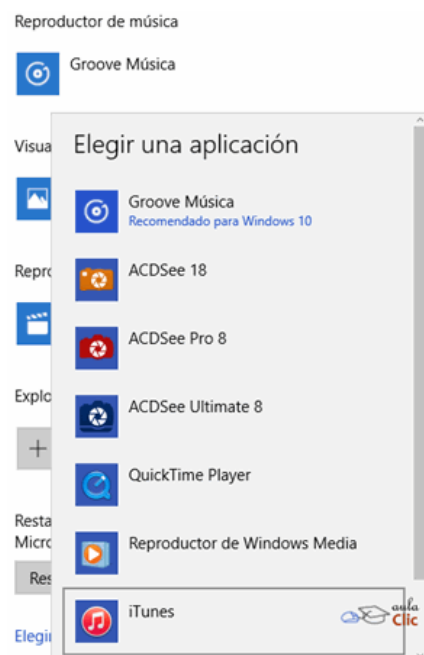 Reproductor de música
Groove Música
Visua
Elegir una aplicación
Groove Música
Recomendado para Windows 10
ACDSee 18
Repro
ACDSee Pro 8
Explo
ACDSee Ultimate 8
QuickTime Player
Resta
Micro
Reproductor de Windows Media
Res
iTunes
aula
Clic
Elegir